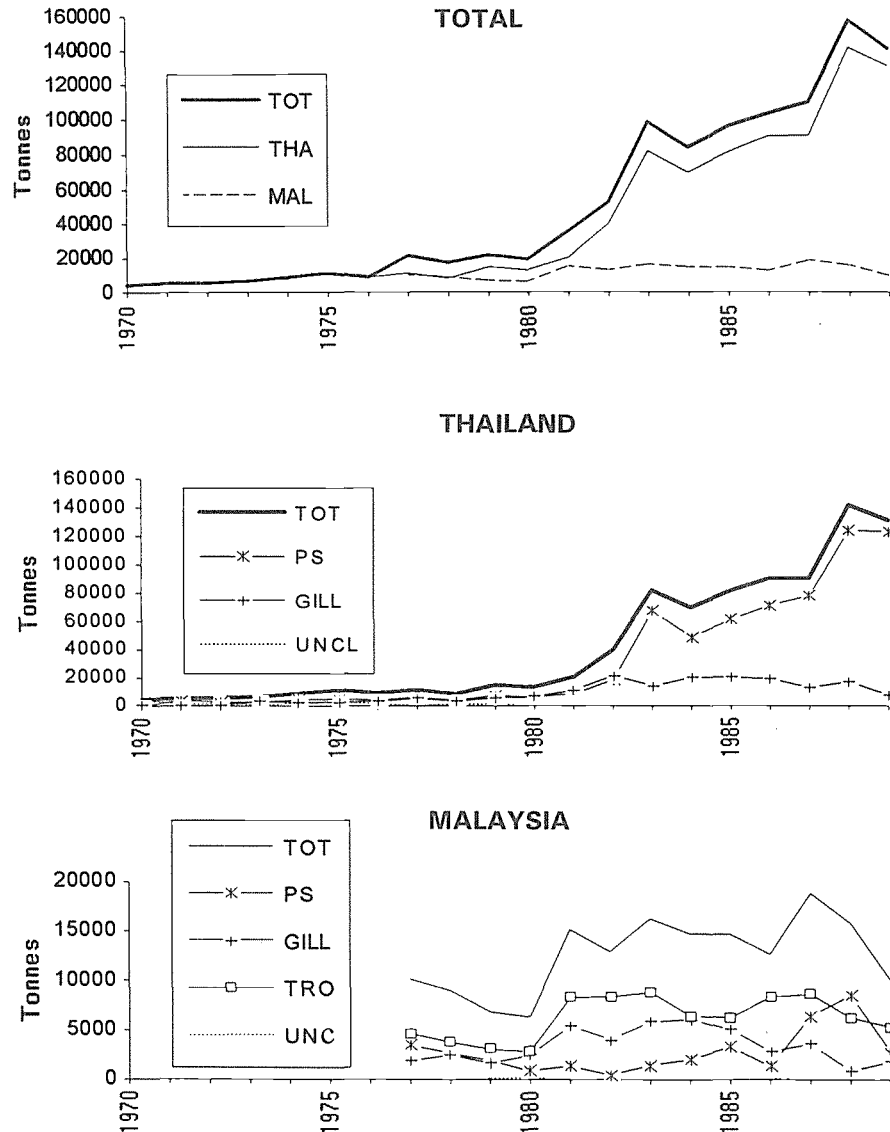 TOTAL
160000
140000
120000
100000
80000
60000
40000
20000
0
Tonnes
TOT
THA
MAL
1970
1975
1980
1985
THAILAND
160000
140000
120000
100000
80000
60000
40000
20000
0
Tonnes
TOT
PS
GILL
UNCL
1970
1975
1980
1985
MALAYSIA
20000
15000
10000
5000
0
Tonnes
TOT
PS
GILL
TRO
UNC
1970
1975
1980
1985